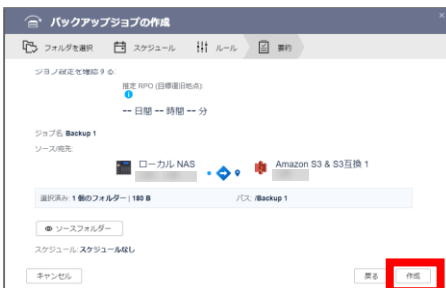 バックアップジョブの作成
フォルダを選択 スケジュール ルール 要約
ジョブ設定を確認する:
推定 RPO (目標復旧地点):
-- 日間 -- 時間 -- 分
ジョブ名 Backup 1
ソース/宛先:
ローカル NAS Amazon S3 & S3互換 1
選択済み: 1 個のフォルダー | 180 B パス: /Backup 1
ソースフォルダー
スケジュール: スケジュールなし
キャンセル 戻る 作成